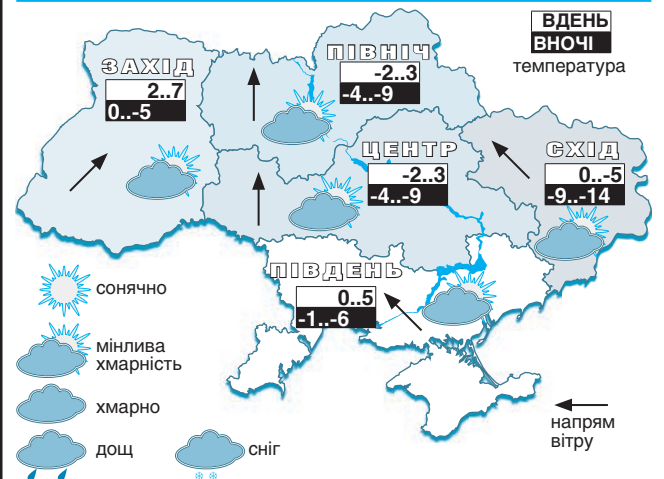 ВДЕНЬ
ВНОЧІ
температура
ЗАХІД
2..7
0..-5
ПІВНІЧ
-2..3
-4..-9
ЦЕНТР
-2..3
-4..-9
СХІД
0..-5
-9..-14
ПІВДЕНЬ
0..5
-1..-6
сонячно
мінлива
хмарність
хмарно
дощ
сніг
напрям
вітру